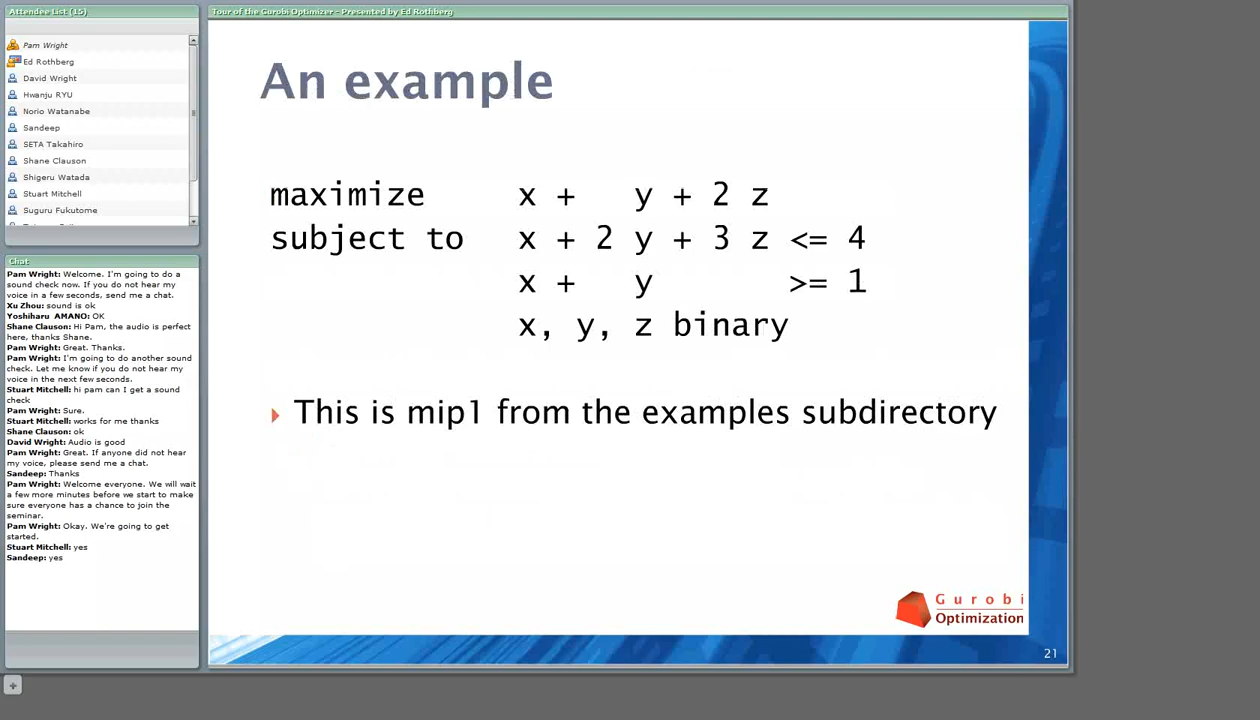 Attendee List (15)
Pam Wright
Ed Rothberg
David Wright
Hwanju RYU
Norio Watanabe
Sandeep
SETA Takahiro
Shane Clauson
Shigeru Watada
Stuart Mitchell
Suguru Fukutome
Chat
Pam Wright: Welcome. I'm going to do a
sound check now. If you do not hear my
voice in a few seconds, send me a chat.
Xu Zhou: sound is ok
Yoshiharu AMANO: OK
Shane Clauson: Hi Pam, the audio is perfect
here, thanks Shane.
Pam Wright: Great. Thanks.
Pam Wright: I'm going to do another sound
check. Let me know if you do not hear my
voice in the next few seconds.
Stuart Mitchell: hi pam can I get a sound
check
Pam Wright: Sure.
Stuart Mitchell: works for me thanks
Shane Clauson: ok
David Wright: Audio is good
Pam Wright: Great. If anyone did not hear
my voice, please send me a chat.
Sandeep: Thanks
Pam Wright: Welcome everyone. We will wait
a few more minutes before we start to make
sure everyone has a chance to join the
seminar.
Pam Wright: Okay. We're going to get
started.
Stuart Mitchell: yes
Sandeep: yes
Tour of the Gurobi Optimizer - Presented by Ed Rothberg
An example
maximize x + y + 2 z
subject to x + 2 y + 3 z <= 4
x + y >= 1
x, y, z binary
This is mip1 from the examples subdirectory
Gurobi
Optimization
21